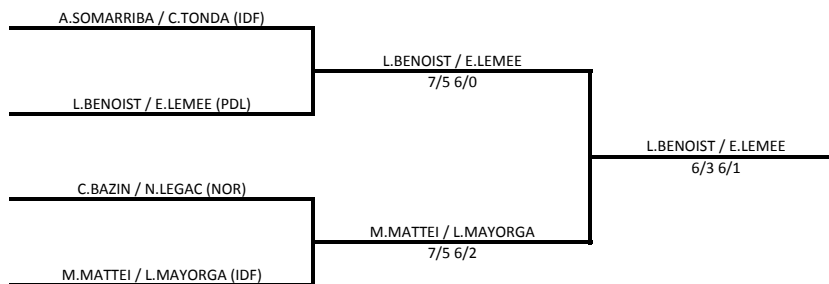 A.SOMARRIBA / C.TONDA (IDF)
L.BENOIST / E.LEMEE
7/5 6/0
L.BENOIST / E.LEMEE (PDL)
L.BENOIST / E.LEMEE
6/3 6/1
C.BAZIN / N.LEGAC (NOR)
M.MATTEI / L.MAYORGA
7/5 6/2
M.MATTEI / L.MAYORGA (IDF)